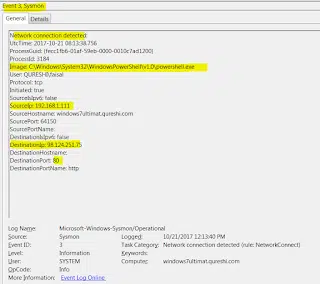 Event 3, Sysmon
General Details
Network connection detected:
UtcTime: 2017-10-21 08:13:38.756
ProcessGuid: {fecc1fb6-01af-59eb-0000-0010c7ad1200}
ProcessId: 3184
Image: C:\Windows\System32\WindowsPowerShell\v1.0\powershell.exe
User: QURESHI\faisal
Protocol: tcp
Initiated: true
SourceIsIpv6: false
SourceIp: 192.168.1.111
SourceHostname: windows7ultimat.qureshi.com
SourcePort: 64150
SourcePortName:
DestinationIsIpv6: false
DestinationIp: 98.124.251.75
DestinationHostname:
DestinationPort: 80
DestinationPortName: http
Log Name: Microsoft-Windows-Sysmon/Operational
Source: Sysmon Logged: 10/21/2017 12:13:40 PM
Event ID: 3 Task Category: Network connection detected (rule: NetworkConnect)
Level: Information Keywords:
User: SYSTEM Computer: windows7ultimat.qureshi.com
OpCode: Info
More Information: Event Log Online